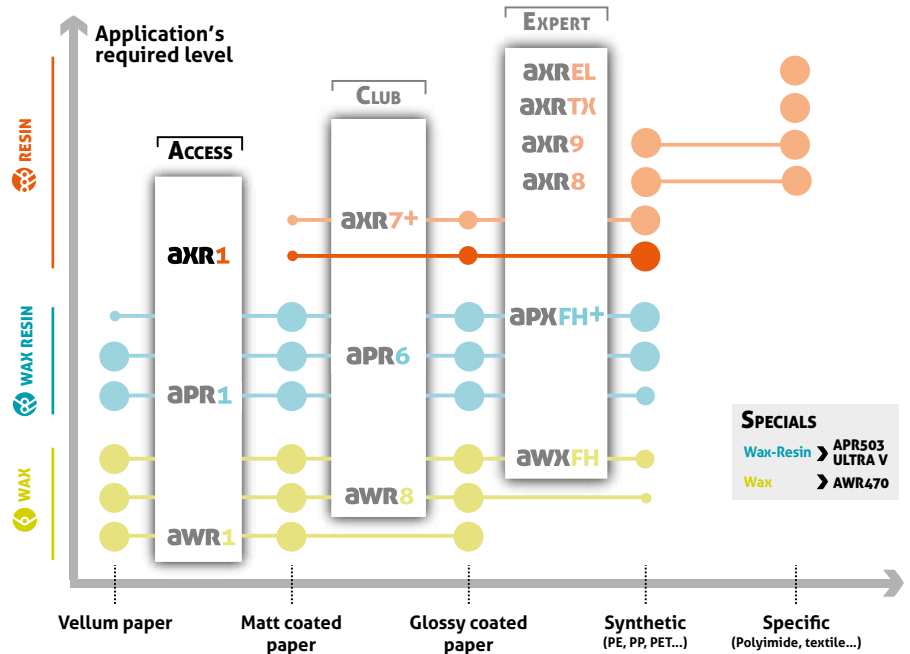 Application's
required level
EXPERT
CLUB
ACCESS
RESIN
WAX RESIN
WAX
aXREL
aXRTX
aXR9
aXR8
aXR7+
aXR1
aPXFH+
aPR6
aPR1
aWXFH
aWR8
aWR1
SPECIALS
Wax-Resin > APR503
ULTRA V
Wax > AWR470
Vellum paper
Matt coated
paper
Glossy coated
paper
Synthetic
(PE, PP, PET...)
Specific
(Polyimide, textile...)